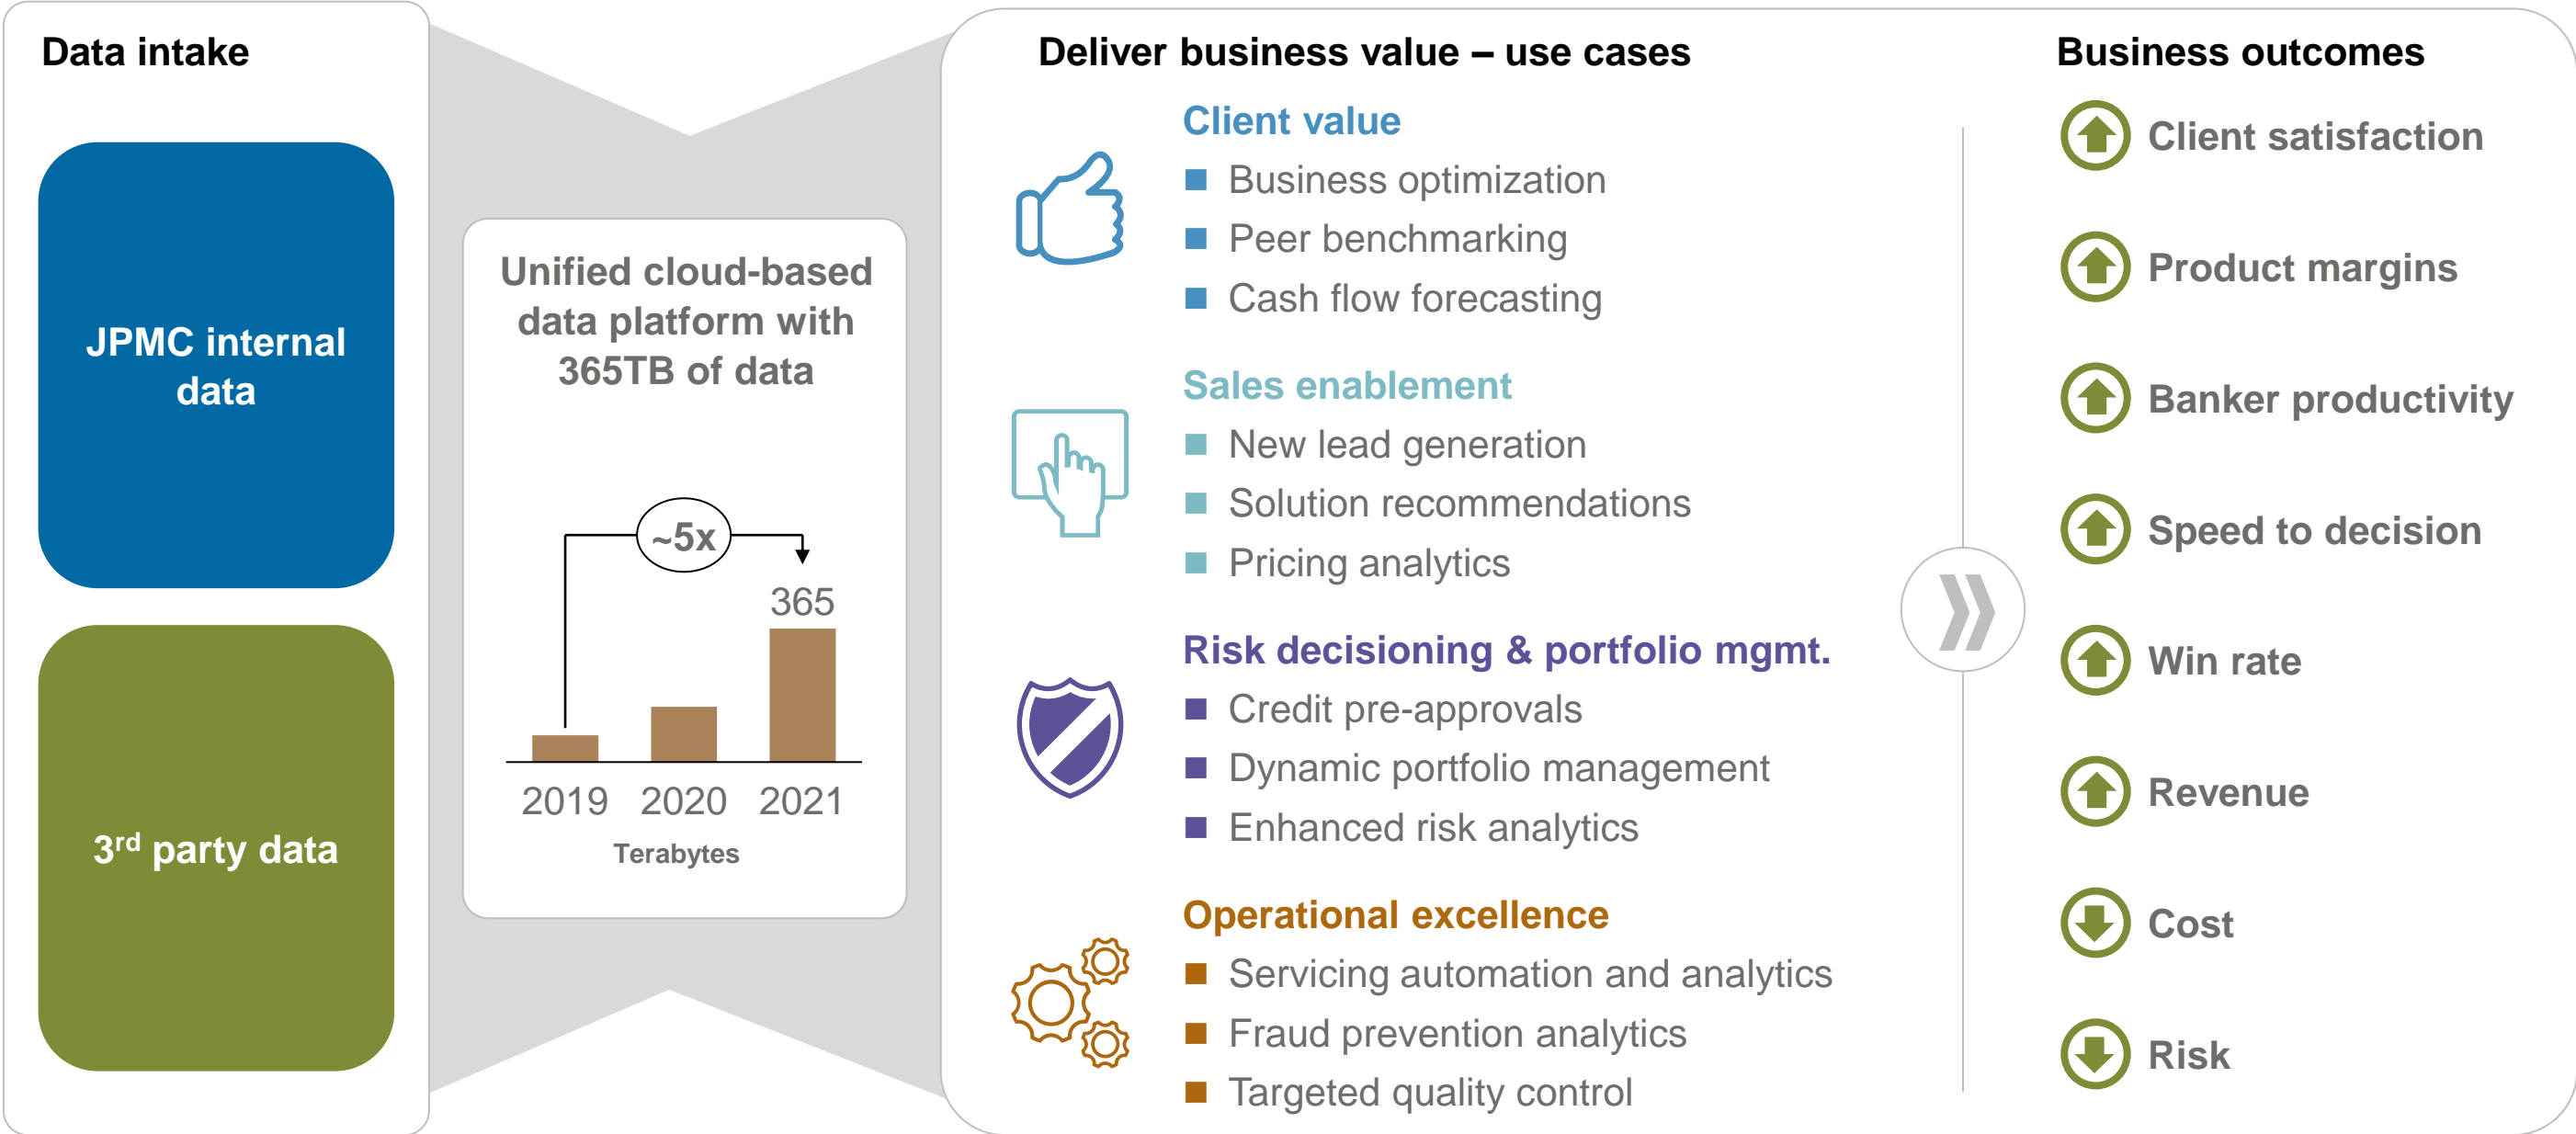 Data intake
JPMC internal
data
3rd party data
Unified cloud-based
data platform with
365TB of data
~5x
365
2019 2020 2021
Terabytes
Deliver business value – use cases
Client value
Business optimization
Peer benchmarking
Cash flow forecasting
Sales enablement
New lead generation
Solution recommendations
Pricing analytics
Risk decisioning & portfolio mgmt.
Credit pre-approvals
Dynamic portfolio management
Enhanced risk analytics
Operational excellence
Servicing automation and analytics
Fraud prevention analytics
Targeted quality control
Business outcomes
Client satisfaction
Product margins
Banker productivity
Speed to decision
Win rate
Revenue
Cost
Risk